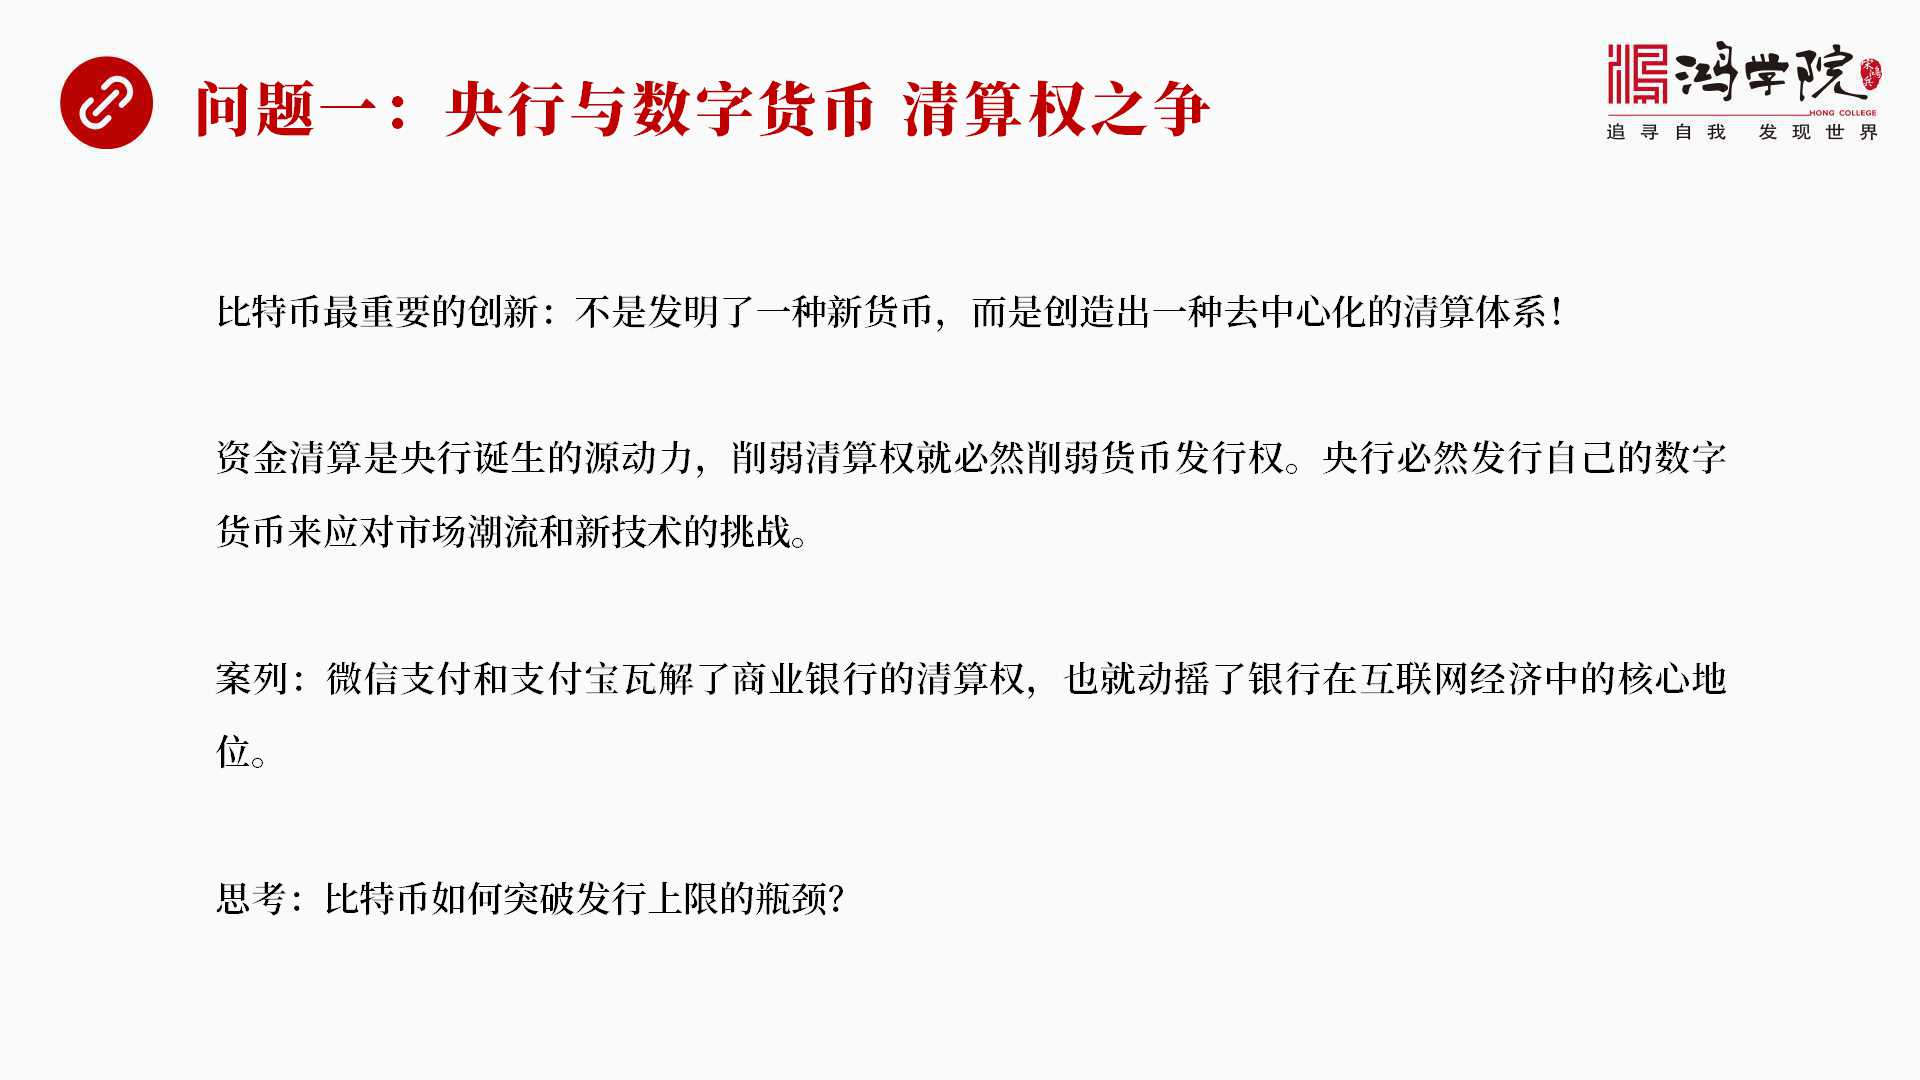 问题一：央行与数字货币 清算权之争
鸿学院
宋鸿兵
HONG COLLEGE
追寻自我 发现世界
比特币最重要的创新：不是发明了一种新货币，而是创造出一种去中心化的清算体系！
资金清算是央行诞生的源动力，削弱清算权就必然削弱货币发行权。央行必然发行自己的数字
货币来应对市场潮流和新技术的挑战。
案列：微信支付和支付宝瓦解了商业银行的清算权，也就动摇了银行在互联网经济中的核心地
位。
思考：比特币如何突破发行上限的瓶颈？